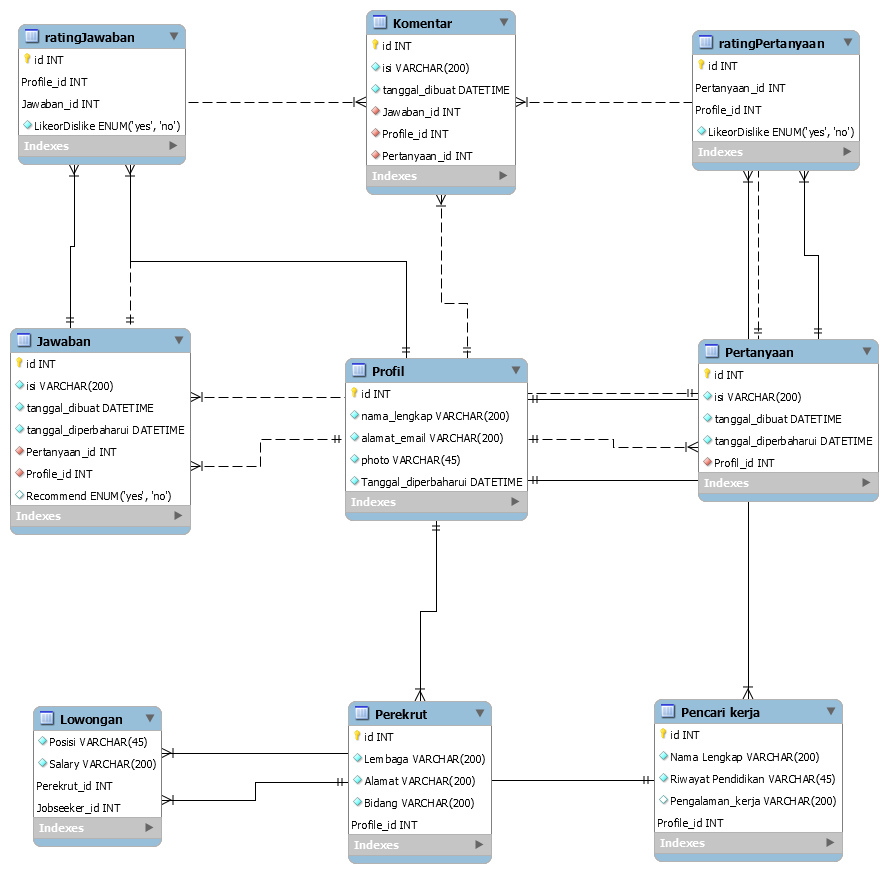 ratingJawaban
id INT
Profile_id INT
Jawaban_id INT
LikeorDislike ENUM('yes', 'no')
Indexes
Komentar
id INT
isi VARCHAR(200)
tanggal_dibuat DATETIME
Jawaban_id INT
Profile_id INT
Pertanyaan_id INT
Indexes
ratingPertanyaan
id INT
Pertanyaan_id INT
Profile_id INT
LikeorDislike ENUM('yes', 'no')
Indexes
Jawaban
id INT
isi VARCHAR(200)
tanggal_dibuat DATETIME
tanggal_diperbaharui DATETIME
Pertanyaan_id INT
Profile_id INT
Recommend ENUM('yes', 'no')
Indexes
Profil
id INT
nama_lengkap VARCHAR(200)
alamat_email VARCHAR(200)
photo VARCHAR(45)
Tanggal_diperbaharui DATETIME
Indexes
Pertanyaan
id INT
isi VARCHAR(200)
tanggal_dibuat DATETIME
tanggal_diperbaharui DATETIME
Profil_id INT
Indexes
Lowongan
Posisi VARCHAR(45)
Salary VARCHAR(200)
Perekrut_id INT
Jobseeker_id INT
Indexes
Perekrut
id INT
Lembaga VARCHAR(200)
Alamat VARCHAR(200)
Bidang VARCHAR(200)
Profile_id INT
Indexes
Pencari kerja
id INT
Nama Lengkap VARCHAR(200)
Riwayat Pendidikan VARCHAR(45)
Pengalaman_kerja VARCHAR(200)
Profile_id INT
Indexes